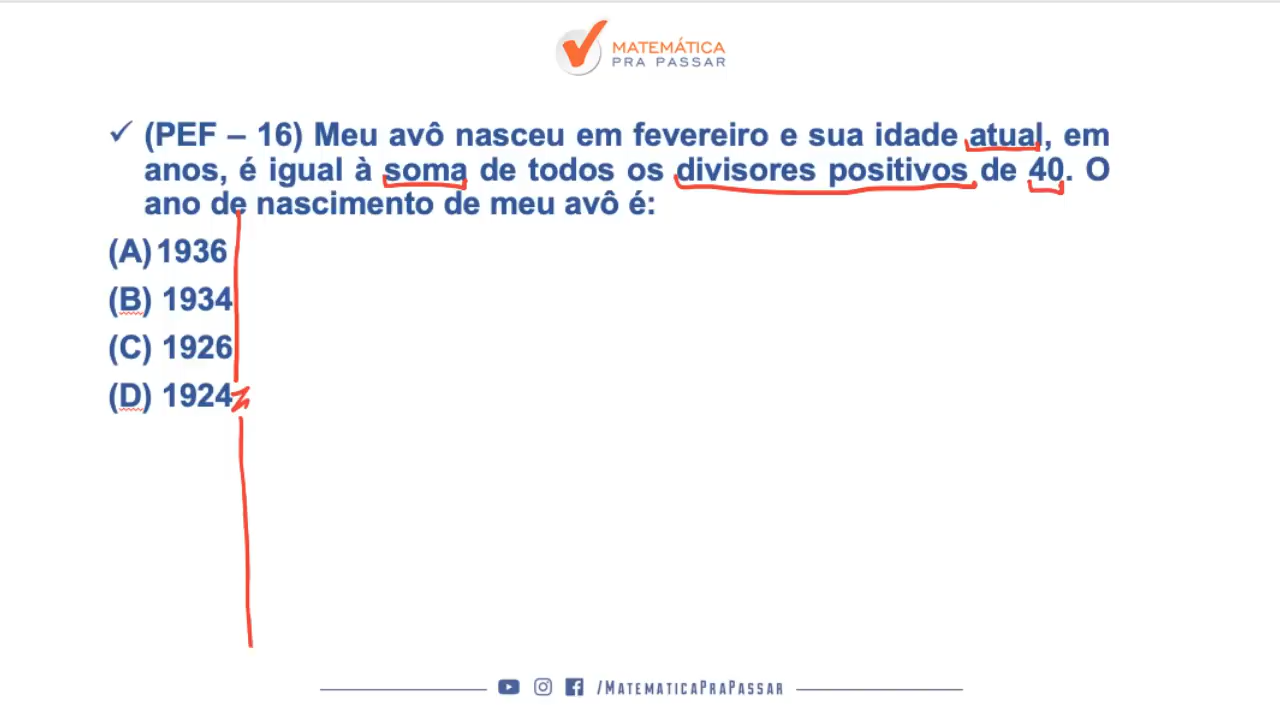 MATEMÁTICA
PRA PASSAR
✓ (PEF – 16) Meu avô nasceu em fevereiro e sua idade atual, em
anos, é igual à soma de todos os divisores positivos de 40. O
ano de nascimento de meu avô é:
(A) 1936
(B) 1934
(C) 1926
(D) 1924
/MATEMATICAPRAPASSAR